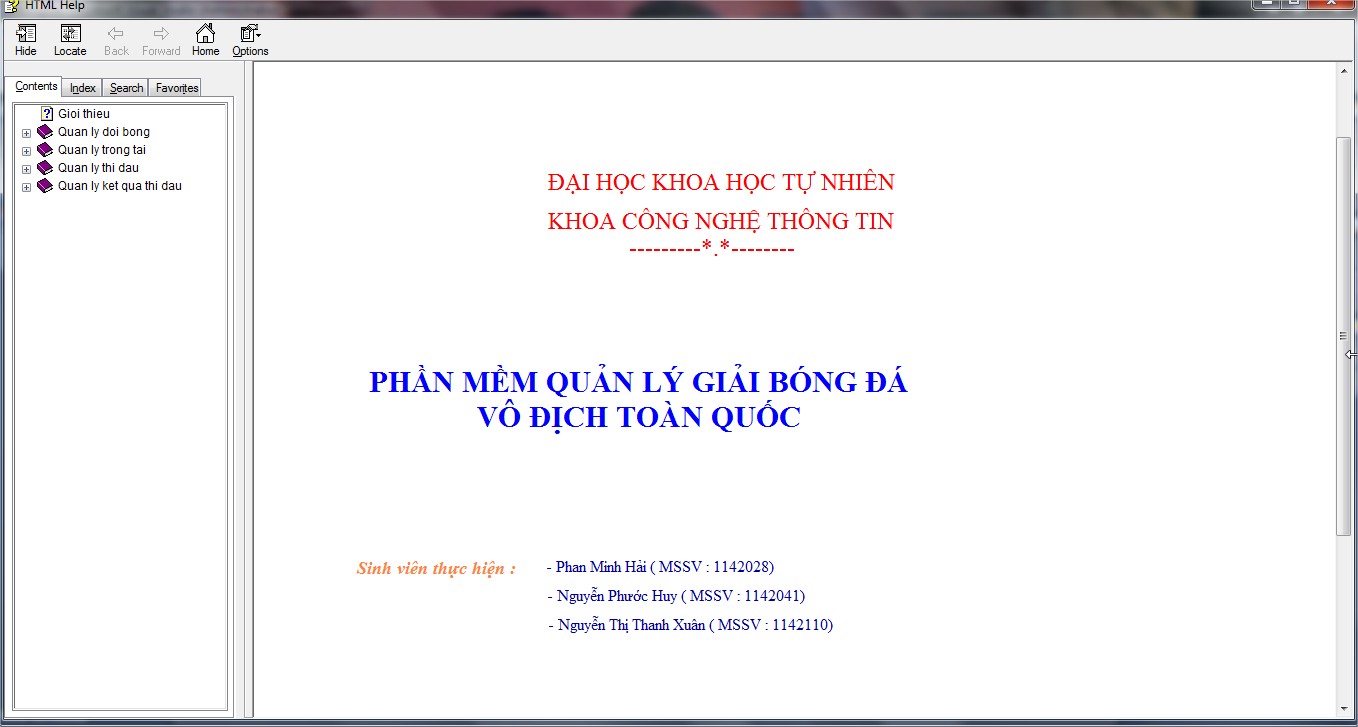 HTML Help
Hide Locate Back Forward Home Options
Contents Index Search Favorites
Gioi thieu
Quan ly doi bong
Quan ly trong tai
Quan ly thi dau
Quan ly ket qua thi dau
ĐẠI HỌC KHOA HỌC TỰ NHIÊN
KHOA CÔNG NGHỆ THÔNG TIN
---------*.*--------
PHẦN MỀM QUẢN LÝ GIẢI BÓNG ĐÁ
VÔ ĐỊCH TOÀN QUỐC
Sinh viên thực hiện : - Phan Minh Hải ( MSSV : 1142028)
- Nguyễn Phước Huy ( MSSV : 1142041)
- Nguyễn Thị Thanh Xuân ( MSSV : 1142110)